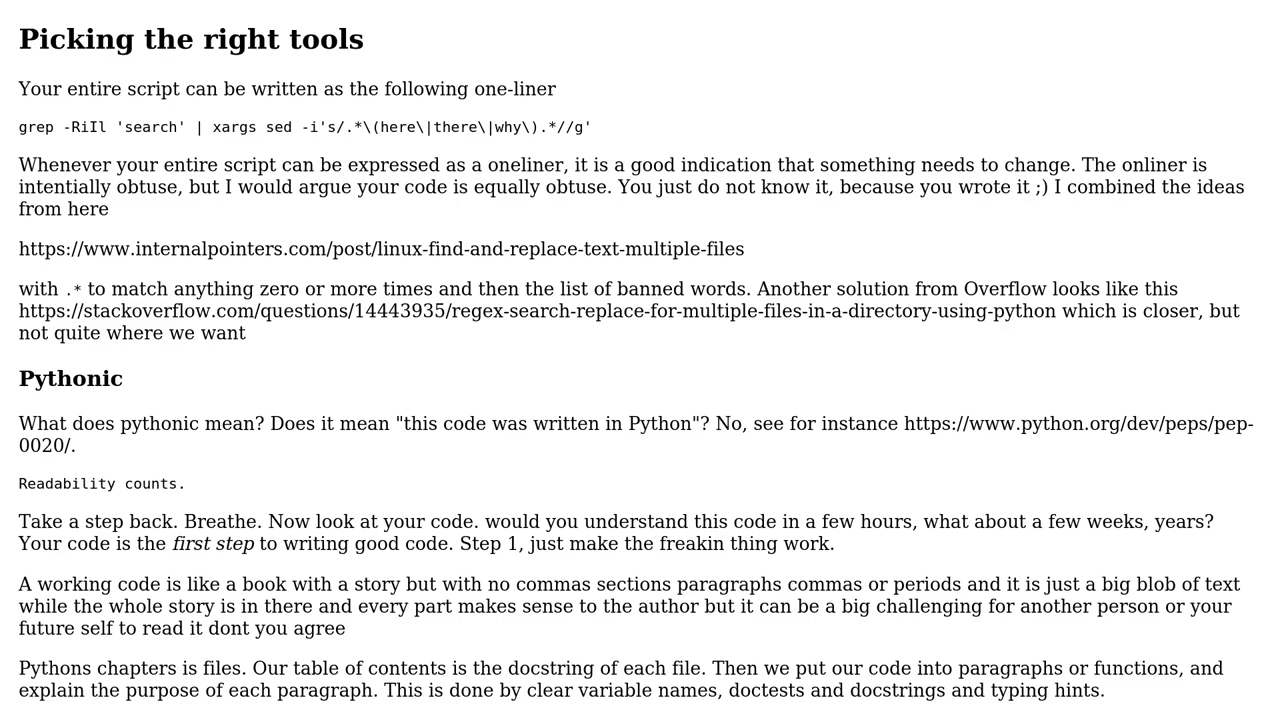 Picking the right tools
Your entire script can be written as the following one-liner
grep -RiIl 'search' | xargs sed -i's/.*\(here\|there\|why\).*//g'
Whenever your entire script can be expressed as a oneliner, it is a good indication that something needs to change. The onliner is
intentially obtuse, but I would argue your code is equally obtuse. You just do not know it, because you wrote it ;) I combined the ideas
from here
https://www.internalpointers.com/post/linux-find-and-replace-text-multiple-files
with .* to match anything zero or more times and then the list of banned words. Another solution from Overflow looks like this
https://stackoverflow.com/questions/14443935/regex-search-replace-for-multiple-files-in-a-directory-using-python which is closer, but
not quite where we want
Pythonic
What does pythonic mean? Does it mean "this code was written in Python"? No, see for instance https://www.python.org/dev/peps/pep-
0020/.
Readability counts.
Take a step back. Breathe. Now look at your code. would you understand this code in a few hours, what about a few weeks, years?
Your code is the first step to writing good code. Step 1, just make the freakin thing work.
A working code is like a book with a story but with no commas sections paragraphs commas or periods and it is just a big blob of text
while the whole story is in there and every part makes sense to the author but it can be a big challenging for another person or your
future self to read it dont you agree
Pythons chapters is files. Our table of contents is the docstring of each file. Then we put our code into paragraphs or functions, and
explain the purpose of each paragraph. This is done by clear variable names, doctests and docstrings and typing hints.